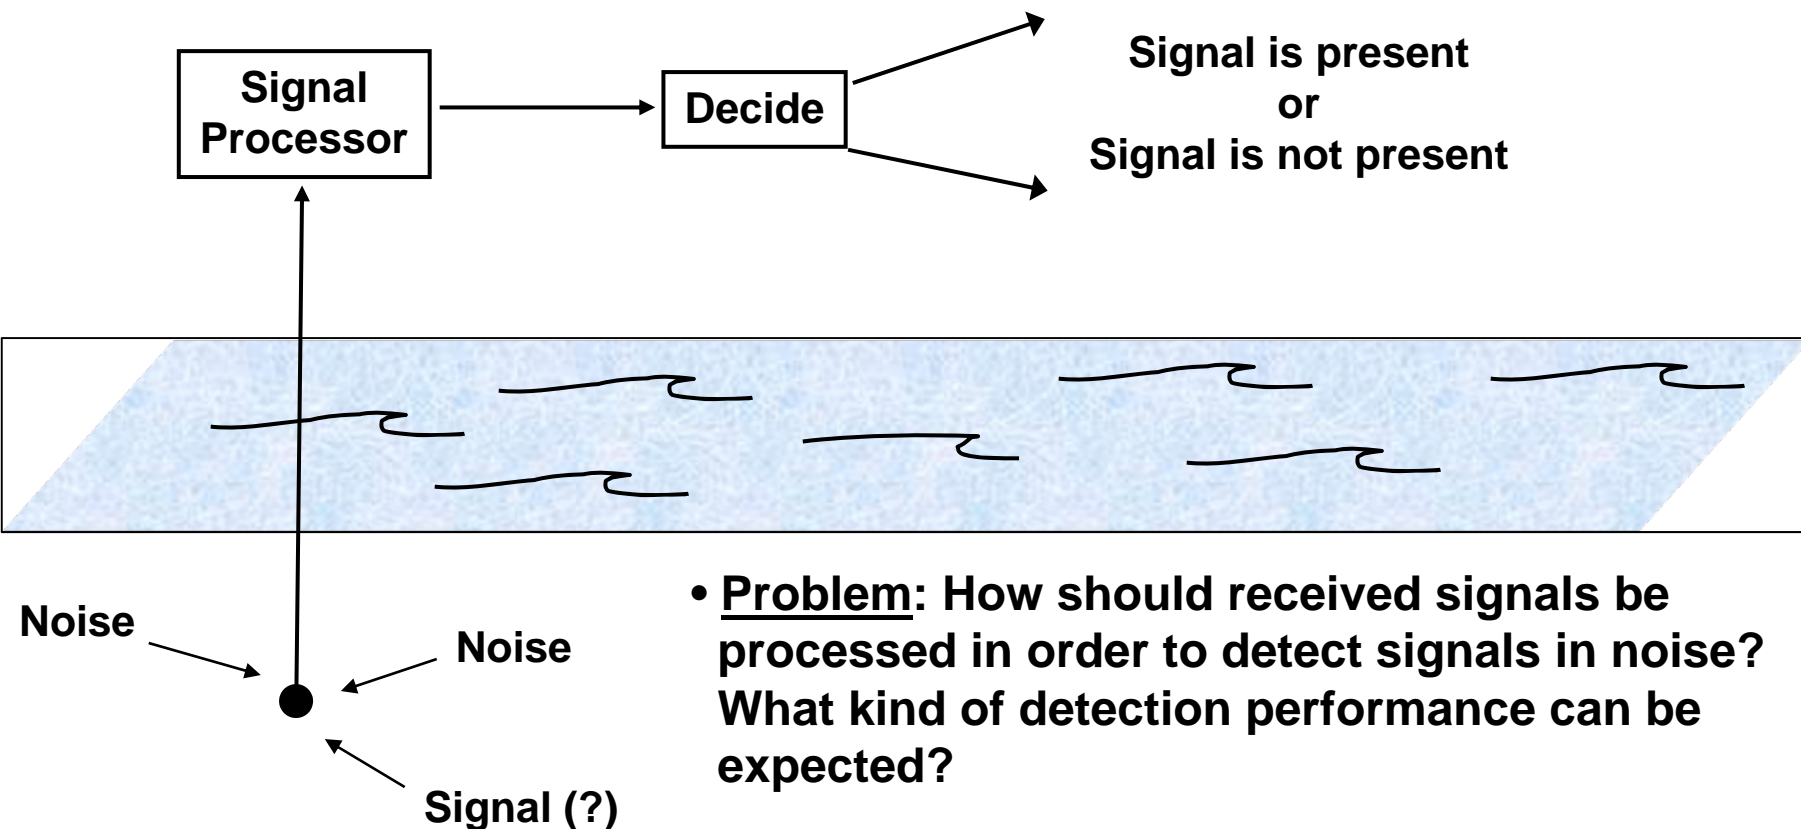 Signal
Processor
Decide
Signal is present
or
Signal is not present
Noise
Noise
Signal (?)
• Problem: How should received signals be
processed in order to detect signals in noise?
What kind of detection performance can be
expected?